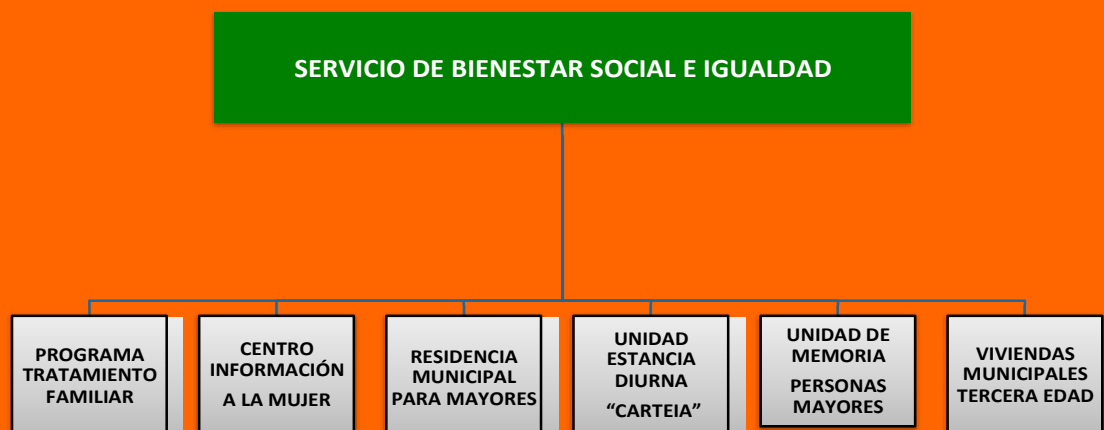 SERVICIO DE BIENESTAR SOCIAL E IGUALDAD
PROGRAMA
TRATAMIENTO
FAMILIAR
CENTRO
INFORMACIÓN
A LA MUJER
RESIDENCIA
MUNICIPAL
PARA MAYORES
UNIDAD
ESTANCIA
DIURNA
“CARTEIA”
UNIDAD DE
MEMORIA
PERSONAS
MAYORES
VIVIENDAS
MUNICIPALES
TERCERA EDAD